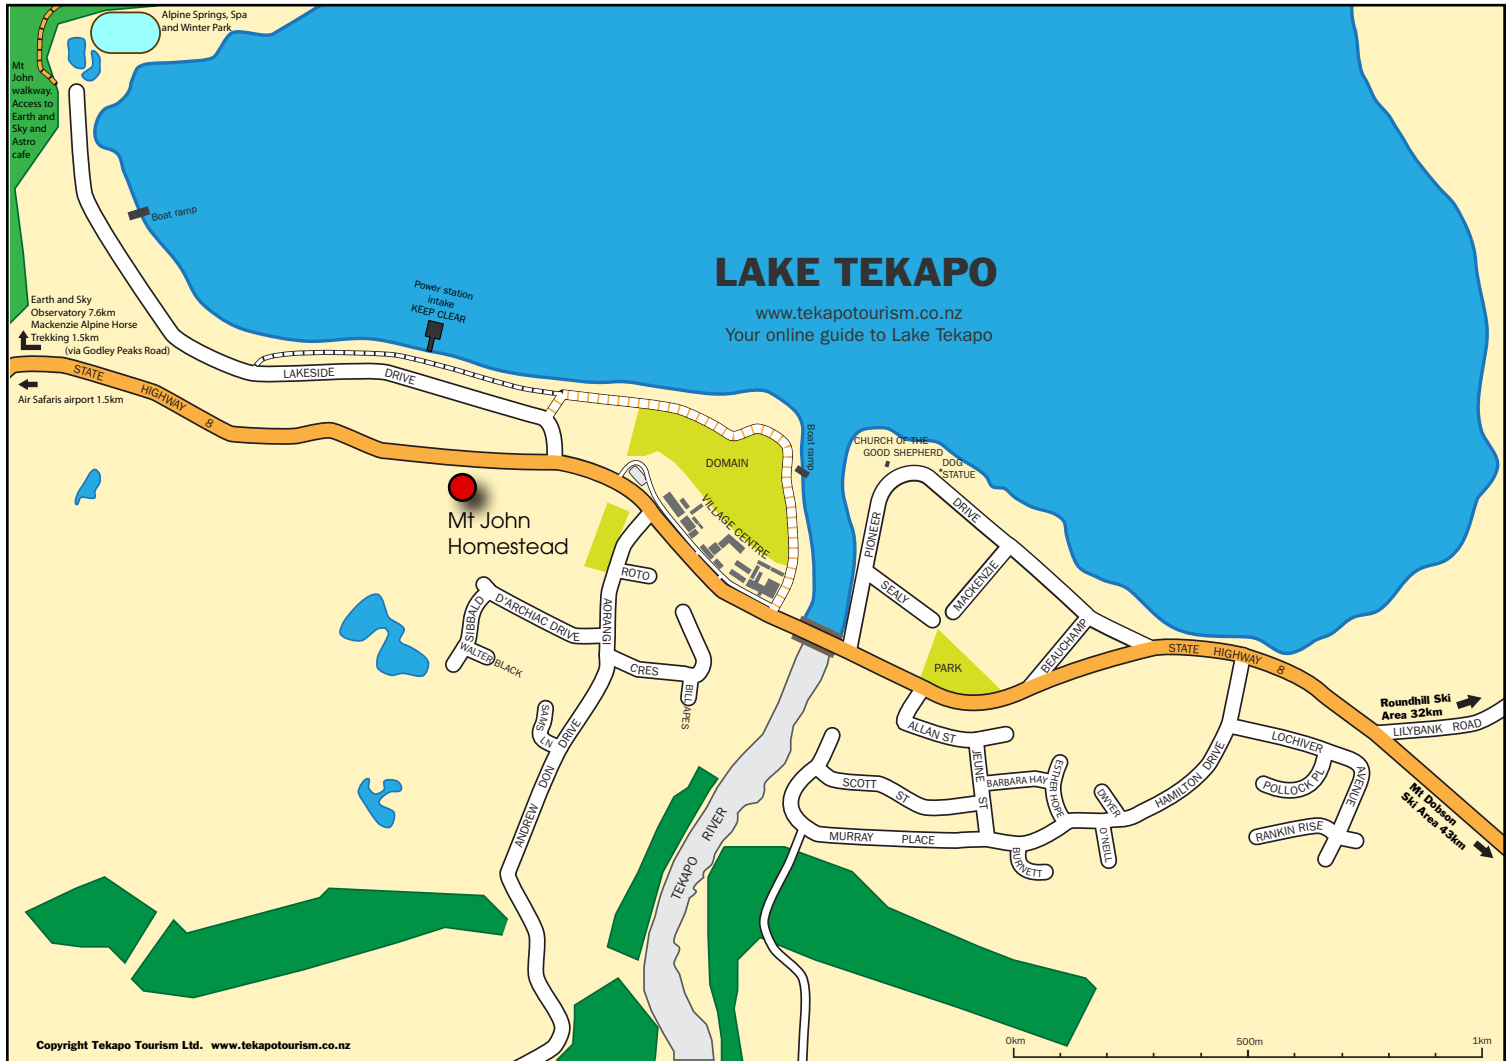 Alpine Springs, Spa
and Winter Park
Mt
John
walkway.
Access to
Earth and
Sky and
Astro
cafe
Boat ramp
Power station
intake
KEEP CLEAR
LAKE TEKAPO
www.tekapotourism.co.nz
Your online guide to Lake Tekapo
Earth and Sky
Observatory 7.6km
Mackenzie Alpine Horse
Trekking 1.5km
(via Godley Peaks Road)
STATE HIGHWAY 8
Air Safaris airport 1.5km
LAKESIDE DRIVE
Boat ramp
DOMAIN
VILLAGE CENTRE
CHURCH OF THE
GOOD SHEPHERD
DOG
STATUE
Mt John
Homestead
PIONEER DRIVE
SEALY
MACKENZIE
BEAUCHAMP
PARK
ROTO
AORANGI
CRES
D'ARCHIAC DRIVE
SIBBALD
WALTER BLACK
BILL APES
SAMS
LN
ANDREW DON DRIVE
TEKAPO RIVER
STATE HIGHWAY 8
Roundhill Ski
Area 32km
LILYBANK ROAD
Mt Dobson
Ski Area 43km
ALLAN ST
JEUNE ST
SCOTT ST
BARBARA HAY
ESTHER HOPE
MURRAY PLACE
BURNETT
DWYER
O'NEILL
HAMILTON DRIVE
LOCHIVER
AVENUE
POLLOCK PL
RANKIN RISE
Copyright Tekapo Tourism Ltd. www.tekapotourism.co.nz
0km 500m 1km